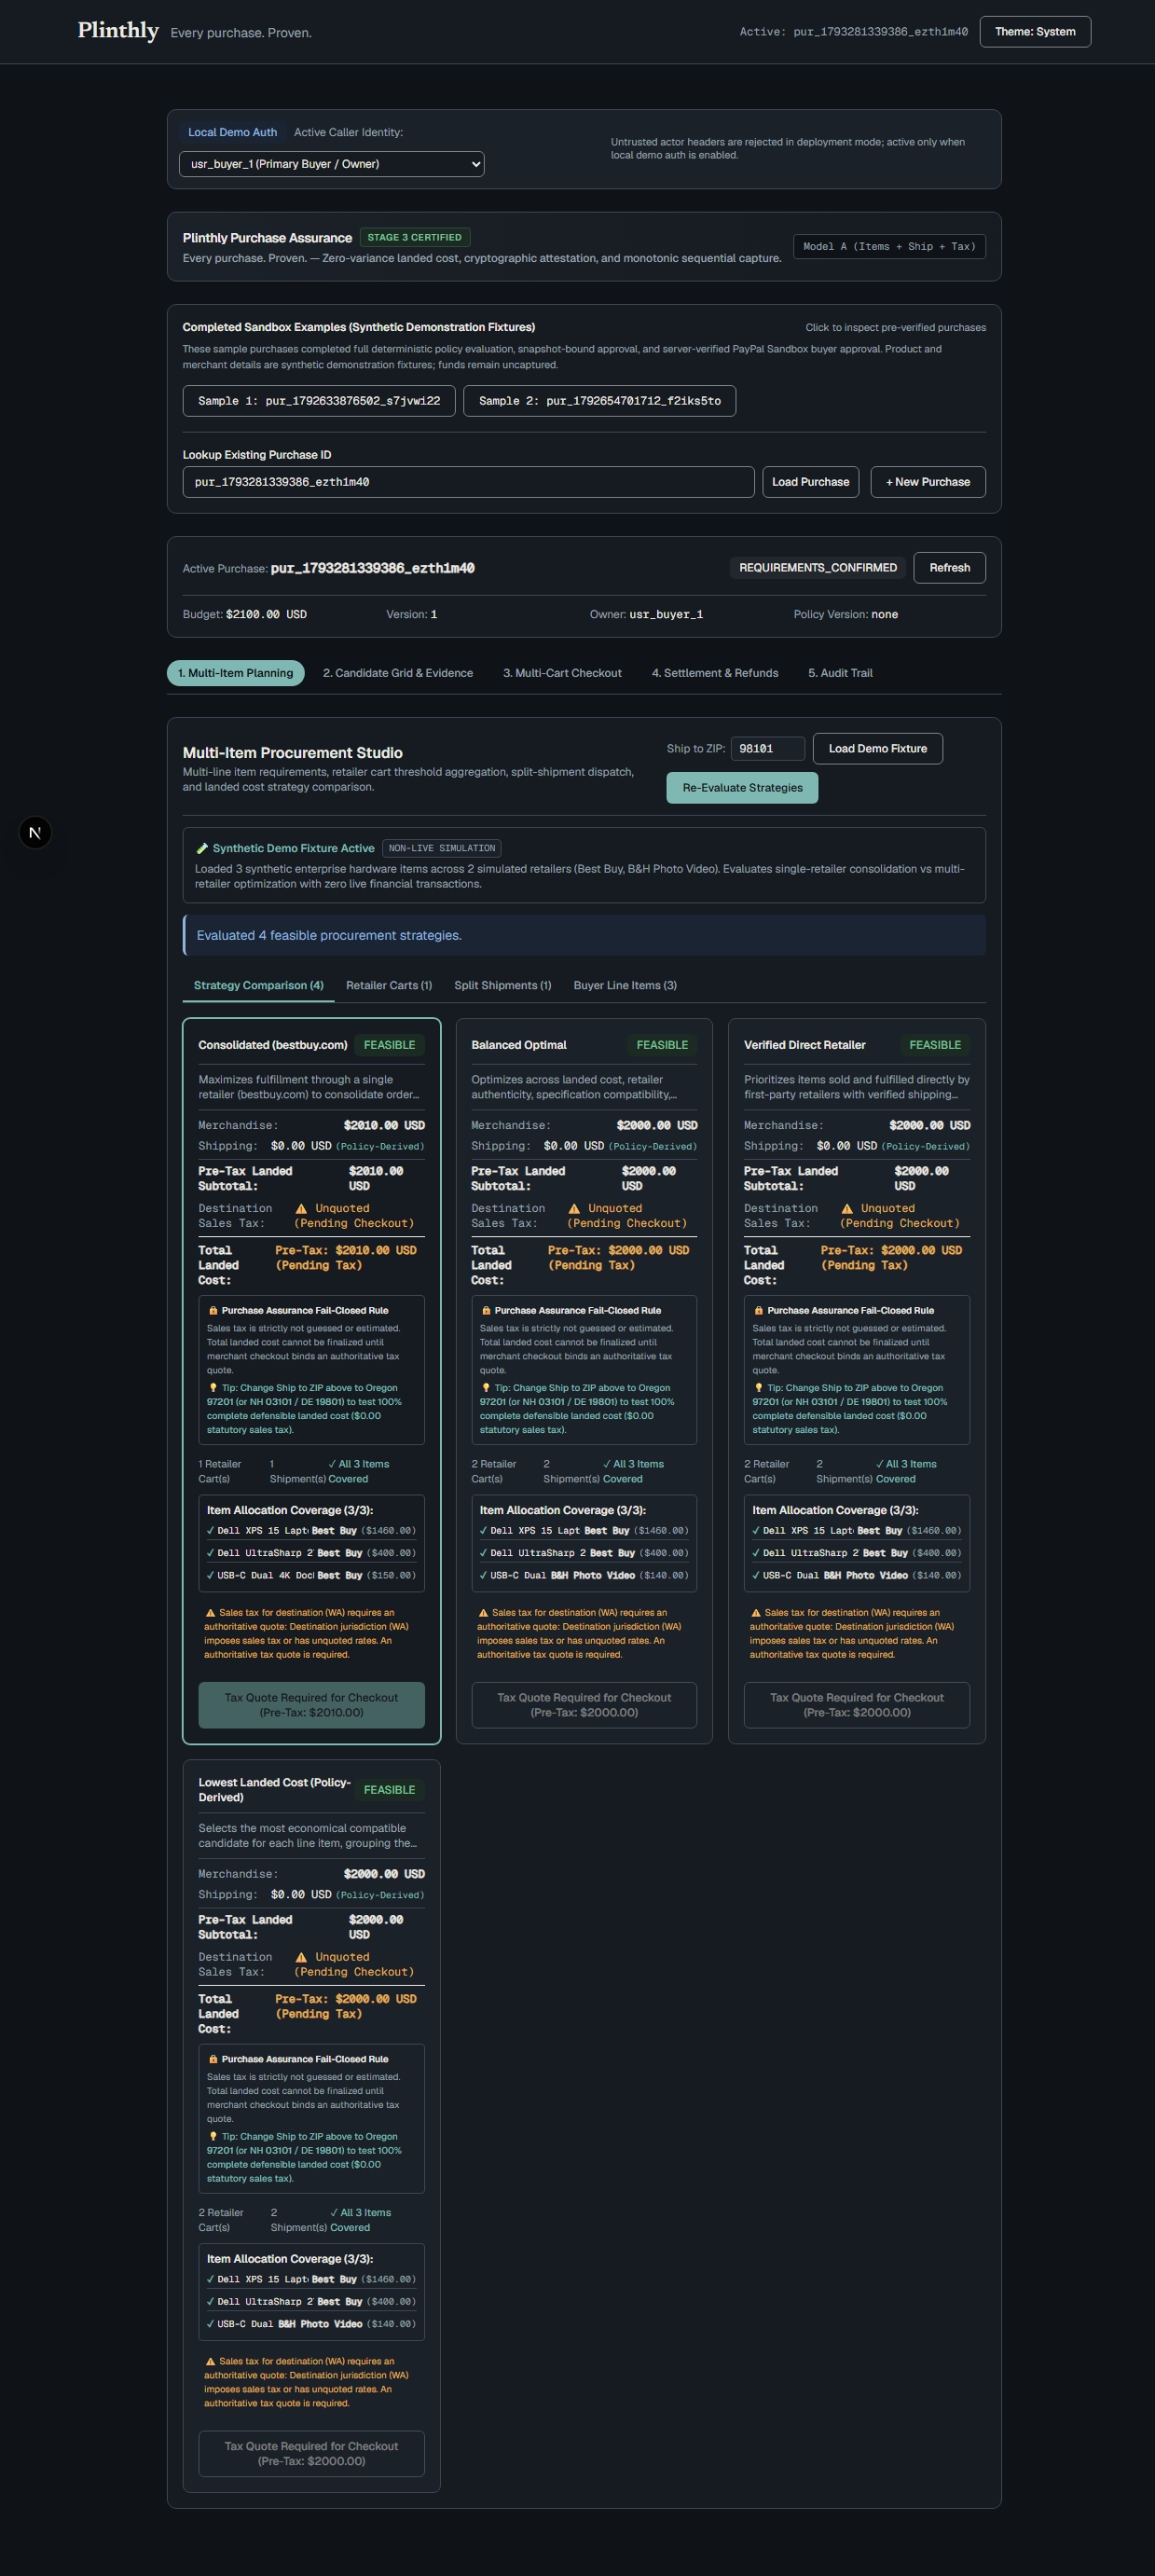 Plinthly Every purchase. Proven.
Active: pur_1793281339386_ezth1m40
Theme: System
Local Demo Auth Active Caller Identity:
usr_buyer_1 (Primary Buyer / Owner)
Untrusted actor headers are rejected in deployment mode; active only when
local demo auth is enabled.
Plinthly Purchase Assurance STAGE 3 CERTIFIED
Every purchase. Proven. — Zero-variance landed cost, cryptographic attestation, and monotonic sequential capture.
Model A (Items + Ship + Tax)
Completed Sandbox Examples (Synthetic Demonstration Fixtures)
Click to inspect pre-verified purchases
These sample purchases completed full deterministic policy evaluation, snapshot-bound approval, and server-verified PayPal Sandbox buyer approval. Product and
merchant details are synthetic demonstration fixtures; funds remain uncaptured.
Sample 1: pur_1792633876502_s7jvwi22
Sample 2: pur_1792654701712_f2iks5to
Lookup Existing Purchase ID
pur_1793281339386_ezth1m40
Load Purchase
+ New Purchase
Active Purchase: pur_1793281339386_ezth1m40
REQUIREMENTS_CONFIRMED
Refresh
Budget: $2100.00 USD
Version: 1
Owner: usr_buyer_1
Policy Version: none
1. Multi-Item Planning
2. Candidate Grid & Evidence
3. Multi-Cart Checkout
4. Settlement & Refunds
5. Audit Trail
Multi-Item Procurement Studio
Multi-line item requirements, retailer cart threshold aggregation, split-shipment dispatch,
and landed cost strategy comparison.
Ship to ZIP: 98101
Load Demo Fixture
Re-Evaluate Strategies
N
Synthetic Demo Fixture Active NON-LIVE SIMULATION
Loaded 3 synthetic enterprise hardware items across 2 simulated retailers (Best Buy, B&H Photo Video). Evaluates single-retailer consolidation vs multi-
retailer optimization with zero live financial transactions.
Evaluated 4 feasible procurement strategies.
Strategy Comparison (4)
Retailer Carts (1)
Split Shipments (1)
Buyer Line Items (3)
Consolidated (bestbuy.com) FEASIBLE
Maximizes fulfillment through a single
retailer (bestbuy.com) to consolidate order...
Merchandise: $2010.00 USD
Shipping: $0.00 USD (Policy-Derived)
Pre-Tax Landed $2010.00
Subtotal: USD
Destination ⚠ Unquoted
Sales Tax: (Pending Checkout)
Total Pre-Tax: $2010.00 USD
Landed (Pending Tax)
Cost:
🔒 Purchase Assurance Fail-Closed Rule
Sales tax is strictly not guessed or estimated.
Total landed cost cannot be finalized until
merchant checkout binds an authoritative tax
quote.
💡 Tip: Change Ship to ZIP above to Oregon
97201 (or NH 03101 / DE 19801) to test 100%
complete defensible landed cost ($0.00
statutory sales tax).
1 Retailer 1 ✓ All 3 Items
Cart(s) Shipment(s) Covered
Item Allocation Coverage (3/3):
✓ Dell XPS 15 Lapt Best Buy ($1460.00)
✓ Dell UltraSharp 2 Best Buy ($400.00)
✓ USB-C Dual 4K Doc Best Buy ($150.00)
⚠ Sales tax for destination (WA) requires an
authoritative quote: Destination jurisdiction (WA)
imposes sales tax or has unquoted rates. An
authoritative tax quote is required.
Tax Quote Required for Checkout
(Pre-Tax: $2010.00)
Balanced Optimal FEASIBLE
Optimizes across landed cost, retailer
authenticity, specification compatibility,...
Merchandise: $2000.00 USD
Shipping: $0.00 USD (Policy-Derived)
Pre-Tax Landed $2000.00
Subtotal: USD
Destination ⚠ Unquoted
Sales Tax: (Pending Checkout)
Total Pre-Tax: $2000.00 USD
Landed (Pending Tax)
Cost:
🔒 Purchase Assurance Fail-Closed Rule
Sales tax is strictly not guessed or estimated.
Total landed cost cannot be finalized until
merchant checkout binds an authoritative tax
quote.
💡 Tip: Change Ship to ZIP above to Oregon
97201 (or NH 03101 / DE 19801) to test 100%
complete defensible landed cost ($0.00
statutory sales tax).
2 Retailer 2 ✓ All 3 Items
Cart(s) Shipment(s) Covered
Item Allocation Coverage (3/3):
✓ Dell XPS 15 Lapt Best Buy ($1460.00)
✓ Dell UltraSharp 2 Best Buy ($400.00)
✓ USB-C Dual B&H Photo Video ($140.00)
⚠ Sales tax for destination (WA) requires an
authoritative quote: Destination jurisdiction (WA)
imposes sales tax or has unquoted rates. An
authoritative tax quote is required.
Tax Quote Required for Checkout
(Pre-Tax: $2000.00)
Verified Direct Retailer FEASIBLE
Prioritizes items sold and fulfilled directly by
first-party retailers with verified shipping...
Merchandise: $2000.00 USD
Shipping: $0.00 USD (Policy-Derived)
Pre-Tax Landed $2000.00
Subtotal: USD
Destination ⚠ Unquoted
Sales Tax: (Pending Checkout)
Total Pre-Tax: $2000.00 USD
Landed (Pending Tax)
Cost:
🔒 Purchase Assurance Fail-Closed Rule
Sales tax is strictly not guessed or estimated.
Total landed cost cannot be finalized until
merchant checkout binds an authoritative tax
quote.
💡 Tip: Change Ship to ZIP above to Oregon
97201 (or NH 03101 / DE 19801) to test 100%
complete defensible landed cost ($0.00
statutory sales tax).
2 Retailer 2 ✓ All 3 Items
Cart(s) Shipment(s) Covered
Item Allocation Coverage (3/3):
✓ Dell XPS 15 Lapt Best Buy ($1460.00)
✓ Dell UltraSharp 2 Best Buy ($400.00)
✓ USB-C Dual B&H Photo Video ($140.00)
⚠ Sales tax for destination (WA) requires an
authoritative quote: Destination jurisdiction (WA)
imposes sales tax or has unquoted rates. An
authoritative tax quote is required.
Tax Quote Required for Checkout
(Pre-Tax: $2000.00)
Lowest Landed Cost (Policy- FEASIBLE
Derived)
Selects the most economical compatible
candidate for each line item, grouping the...
Merchandise: $2000.00 USD
Shipping: $0.00 USD (Policy-Derived)
Pre-Tax Landed $2000.00
Subtotal: USD
Destination ⚠ Unquoted
Sales Tax: (Pending Checkout)
Total Pre-Tax: $2000.00 USD
Landed (Pending Tax)
Cost:
🔒 Purchase Assurance Fail-Closed Rule
Sales tax is strictly not guessed or estimated.
Total landed cost cannot be finalized until
merchant checkout binds an authoritative tax
quote.
💡 Tip: Change Ship to ZIP above to Oregon
97201 (or NH 03101 / DE 19801) to test 100%
complete defensible landed cost ($0.00
statutory sales tax).
2 Retailer 2 ✓ All 3 Items
Cart(s) Shipment(s) Covered
Item Allocation Coverage (3/3):
✓ Dell XPS 15 Lapt Best Buy ($1460.00)
✓ Dell UltraSharp 2 Best Buy ($400.00)
✓ USB-C Dual B&H Photo Video ($140.00)
⚠ Sales tax for destination (WA) requires an
authoritative quote: Destination jurisdiction (WA)
imposes sales tax or has unquoted rates. An
authoritative tax quote is required.
Tax Quote Required for Checkout
(Pre-Tax: $2000.00)